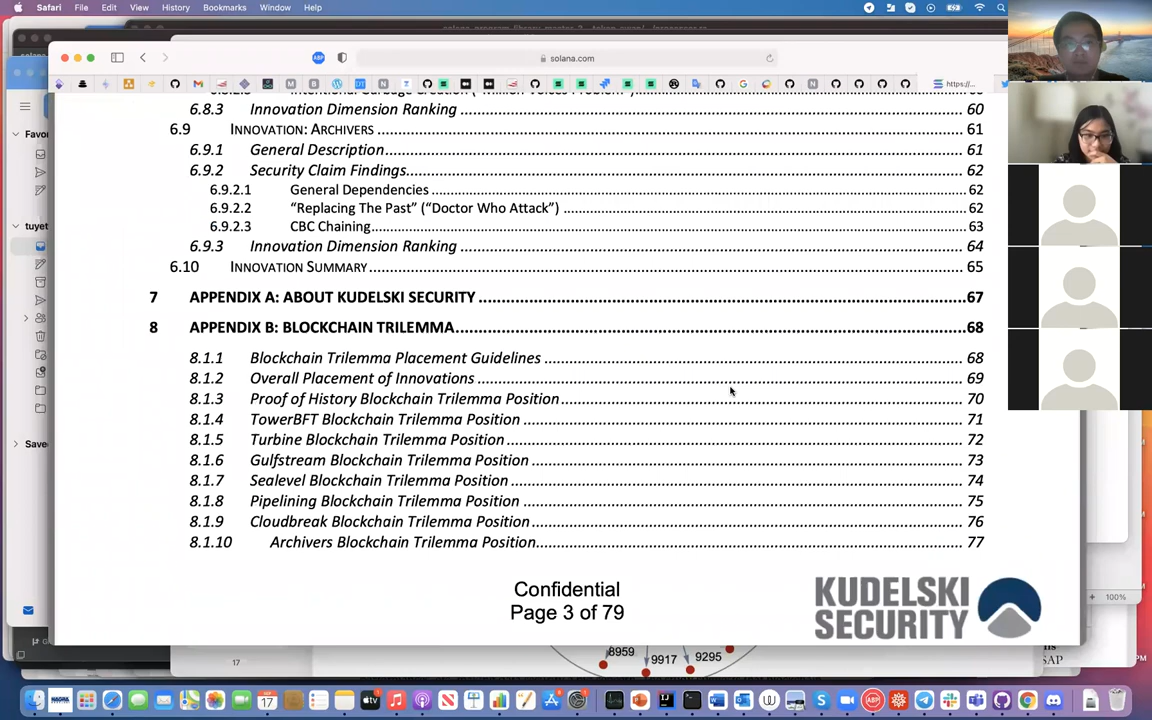 Safari File Edit View History Bookmarks Window Help
solana.com
https://...
Favor
tuyet
Save
6.8.3 Innovation Dimension Ranking 60
6.9 INNOVATION: ARCHIVERS 61
6.9.1 General Description 61
6.9.2 Security Claim Findings 62
6.9.2.1 General Dependencies 62
6.9.2.2 “Replacing The Past” (“Doctor Who Attack”) 62
6.9.2.3 CBC Chaining 63
6.9.3 Innovation Dimension Ranking 64
6.10 INNOVATION SUMMARY 65
7 APPENDIX A: ABOUT KUDELSKI SECURITY 67
8 APPENDIX B: BLOCKCHAIN TRILEMMA 68
8.1.1 Blockchain Trilemma Placement Guidelines 68
8.1.2 Overall Placement of Innovations 69
8.1.3 Proof of History Blockchain Trilemma Position 70
8.1.4 TowerBFT Blockchain Trilemma Position 71
8.1.5 Turbine Blockchain Trilemma Position 72
8.1.6 Gulfstream Blockchain Trilemma Position 73
8.1.7 Sealevel Blockchain Trilemma Position 74
8.1.8 Pipelining Blockchain Trilemma Position 75
8.1.9 Cloudbreak Blockchain Trilemma Position 76
8.1.10 Archivers Blockchain Trilemma Position 77
Confidential
Page 3 of 79
KUDELSKI
SECURITY
100%
17
8959
9917
9295
SAP